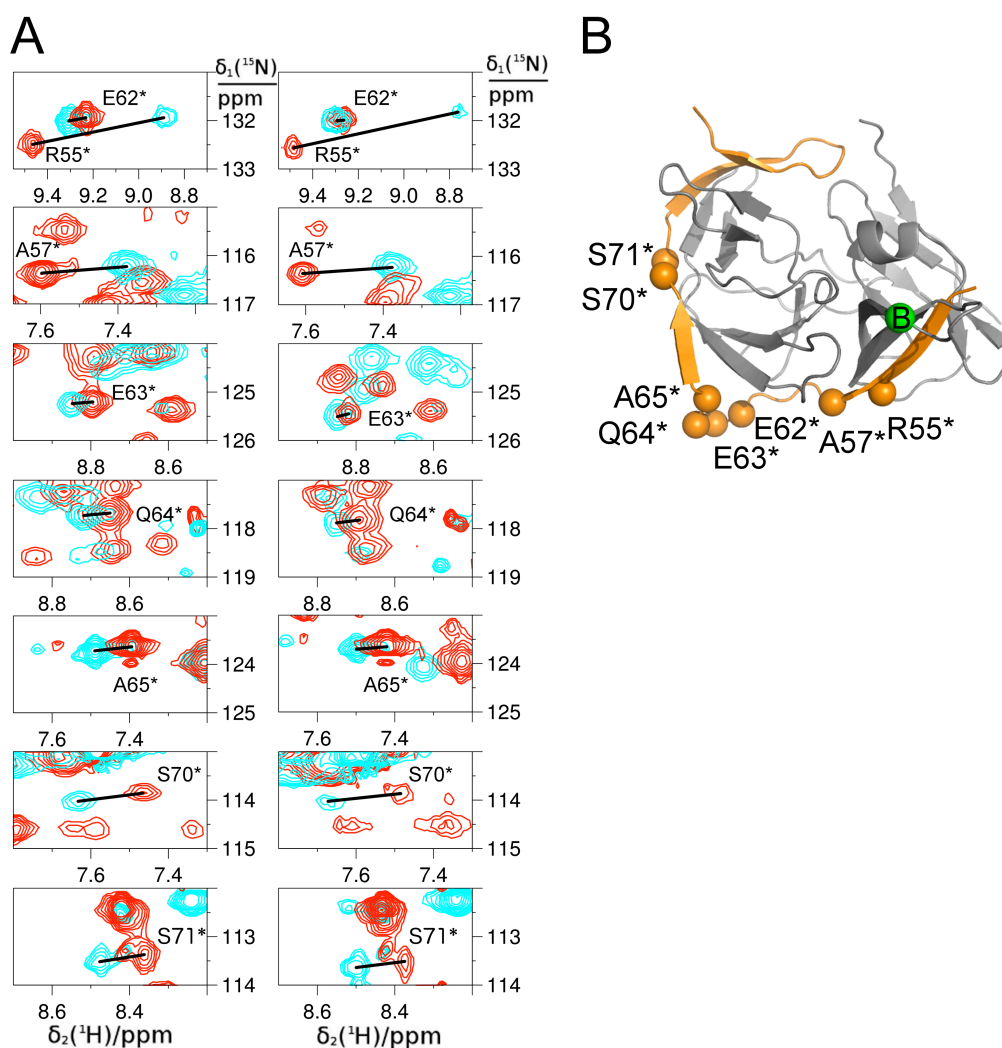 A
B
δ₁(¹⁵N)
ppm
δ₁(¹⁵N)
ppm
E62*
R55*
132
133
E62*
R55*
132
133
9.4 9.2 9.0 8.8
9.4 9.2 9.0 8.8
A57*
116
117
A57*
116
117
7.6 7.4
7.6 7.4
E63*
125
126
E63*
125
126
8.8 8.6
8.8 8.6
Q64*
118
119
Q64*
118
119
8.8 8.6
8.8 8.6
A65*
124
125
A65*
124
125
7.6 7.4
7.6 7.4
S70*
114
115
S70*
114
115
7.6 7.4
7.6 7.4
S71*
113
114
S71*
113
114
8.6 8.4
8.6 8.4
δ₂(¹H)/ppm
δ₂(¹H)/ppm
S71*
S70*
B
A65*
Q64*
E63*
E62*
A57*
R55*